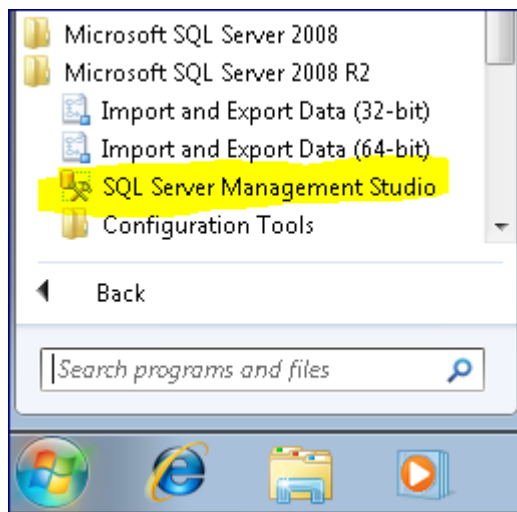 Microsoft SQL Server 2008
Microsoft SQL Server 2008 R2
Import and Export Data (32-bit)
Import and Export Data (64-bit)
SQL Server Management Studio
Configuration Tools
Back
Search programs and files